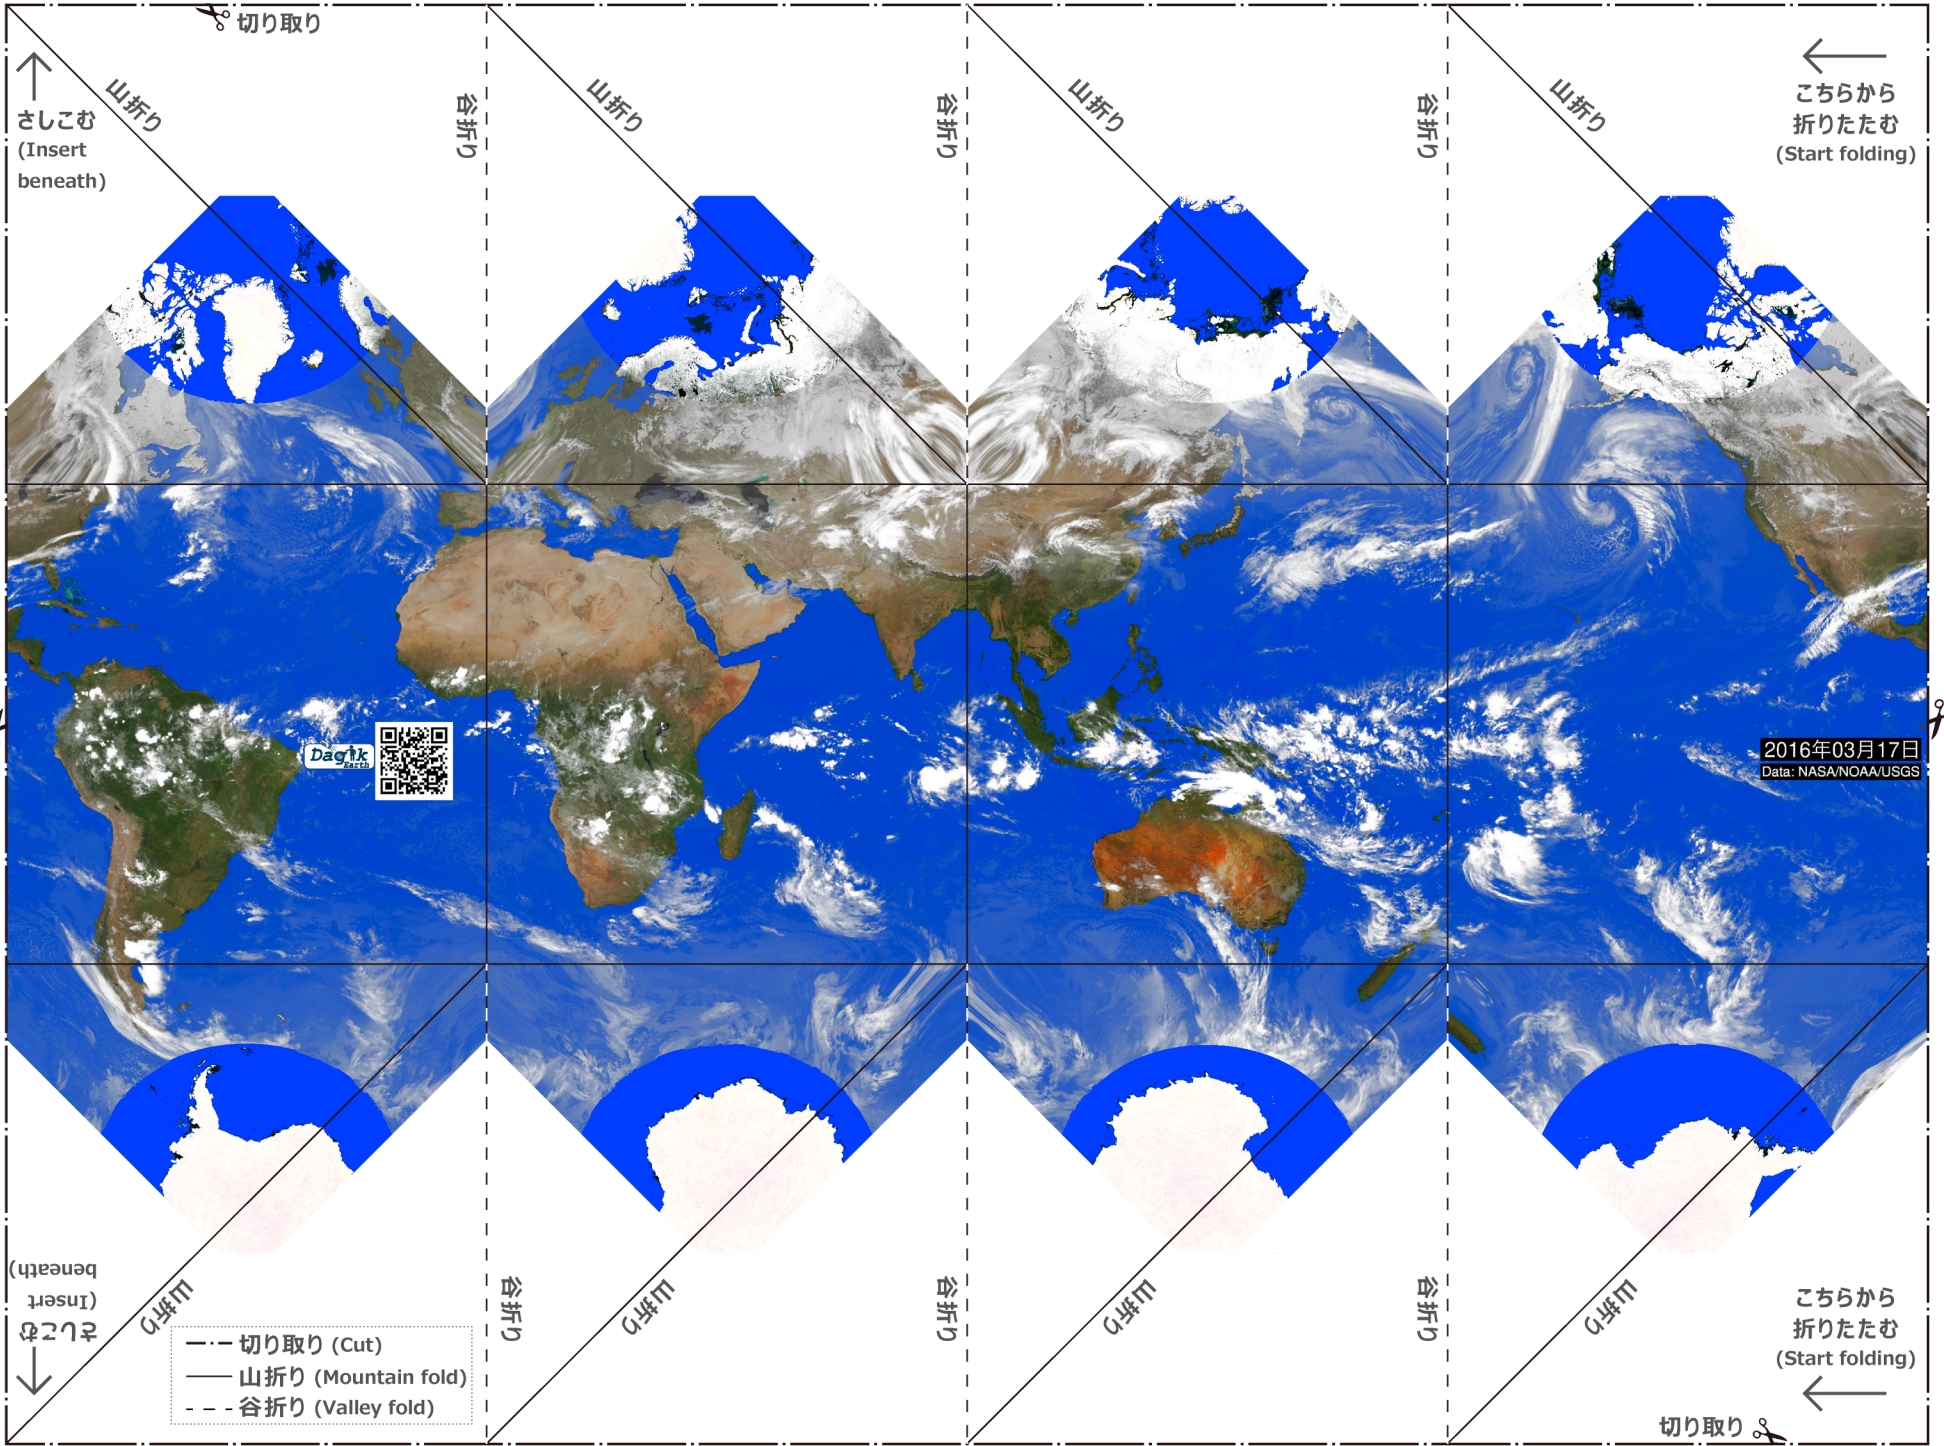 切り取り
山折り
谷折り
山折り
谷折り
山折り
谷折り
山折り
さしこむ
(Insert
beneath)
こちらから
折りたたむ
(Start folding)
Dagik
Earth
2016年03月17日
Data: NASA/NOAA/USGS
さしこむ
(Insert
beneath)
山折り
谷折り
山折り
谷折り
山折り
谷折り
山折り
切り取り (Cut)
山折り (Mountain fold)
谷折り (Valley fold)
こちらから
折りたたむ
(Start folding)
切り取り